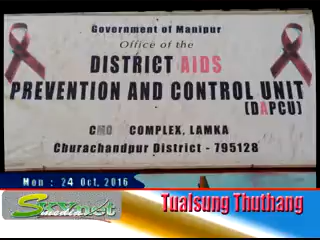 Government of Manipur
Office of the
DISTRICT AIDS
PREVENTION AND CONTROL UNIT
(DAPCU)
COMPLEX, LAMKA
Churachandpur District - 795128
Mon : 24 Oct. 2016
Tualsung Thuthang
media